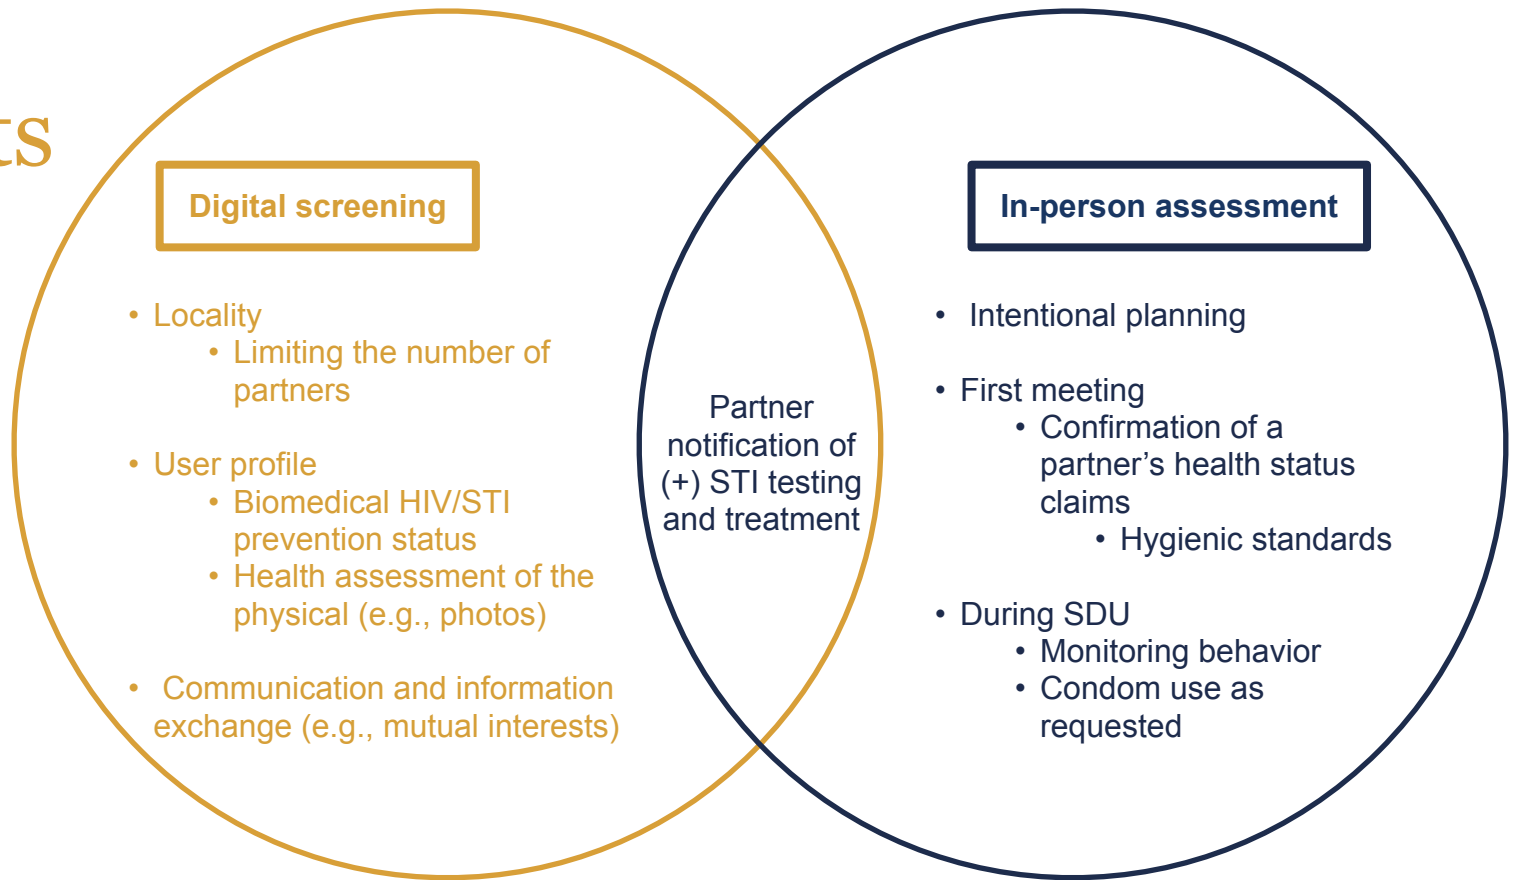 ts
Digital screening
• Locality
• Limiting the number of
partners
• User profile
• Biomedical HIV/STI
prevention status
• Health assessment of the
physical (e.g., photos)
• Communication and information
exchange (e.g., mutual interests)
Partner
notification of
(+) STI testing
and treatment
In-person assessment
• Intentional planning
• First meeting
• Confirmation of a
partner’s health status
claims
• Hygienic standards
• During SDU
• Monitoring behavior
• Condom use as
requested